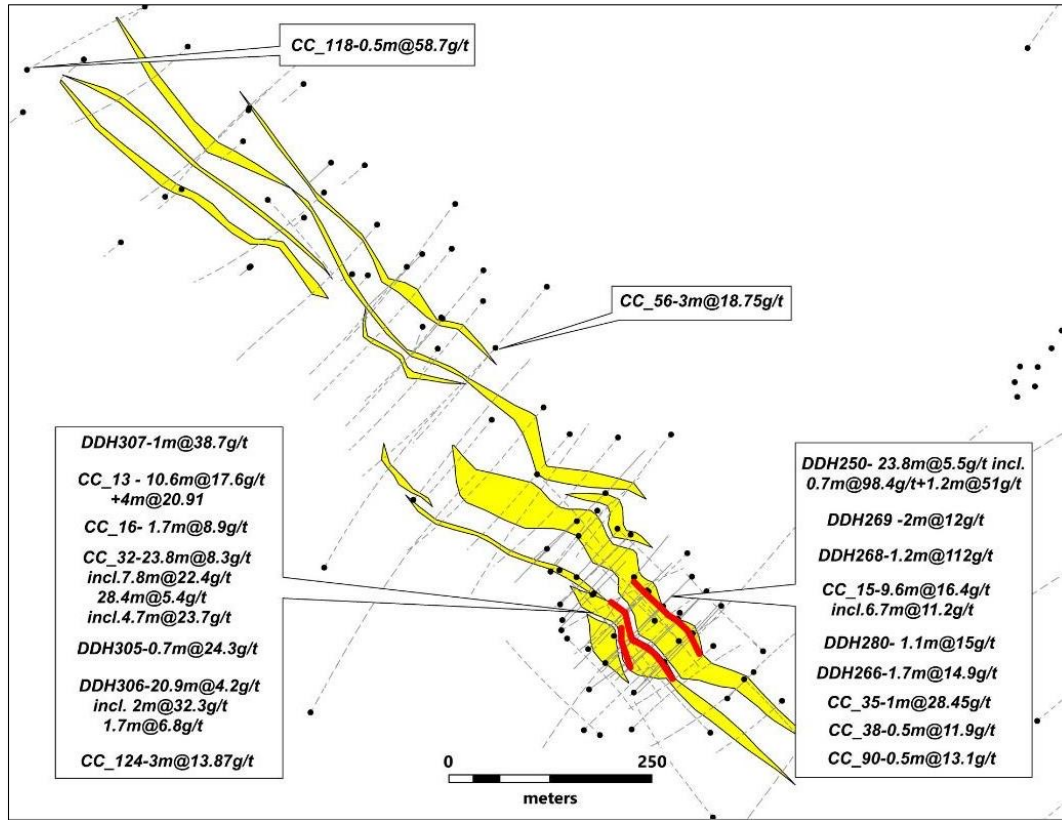 CC_118-0.5m@58.7g/t
CC_56-3m@18.75g/t
DDH307-1m@38.7g/t
CC_13 - 10.6m@17.6g/t
+4m@20.91
CC_16- 1.7m@8.9g/t
CC_32-23.8m@8.3g/t
incl.7.8m@22.4g/t
28.4m@5.4g/t
incl.4.7m@23.7g/t
DDH305-0.7m@24.3g/t
DDH306-20.9m@4.2g/t
incl. 2m@32.3g/t
1.7m@6.8g/t
CC_124-3m@13.87g/t
DDH250- 23.8m@5.5g/t incl.
0.7m@98.4g/t+1.2m@51g/t
DDH269 -2m@12g/t
DDH268-1.2m@112g/t
CC_15-9.6m@16.4g/t
incl.6.7m@11.2g/t
DDH280- 1.1m@15g/t
DDH266-1.7m@14.9g/t
CC_35-1m@28.45g/t
CC_38-0.5m@11.9g/t
CC_90-0.5m@13.1g/t
0 250
meters